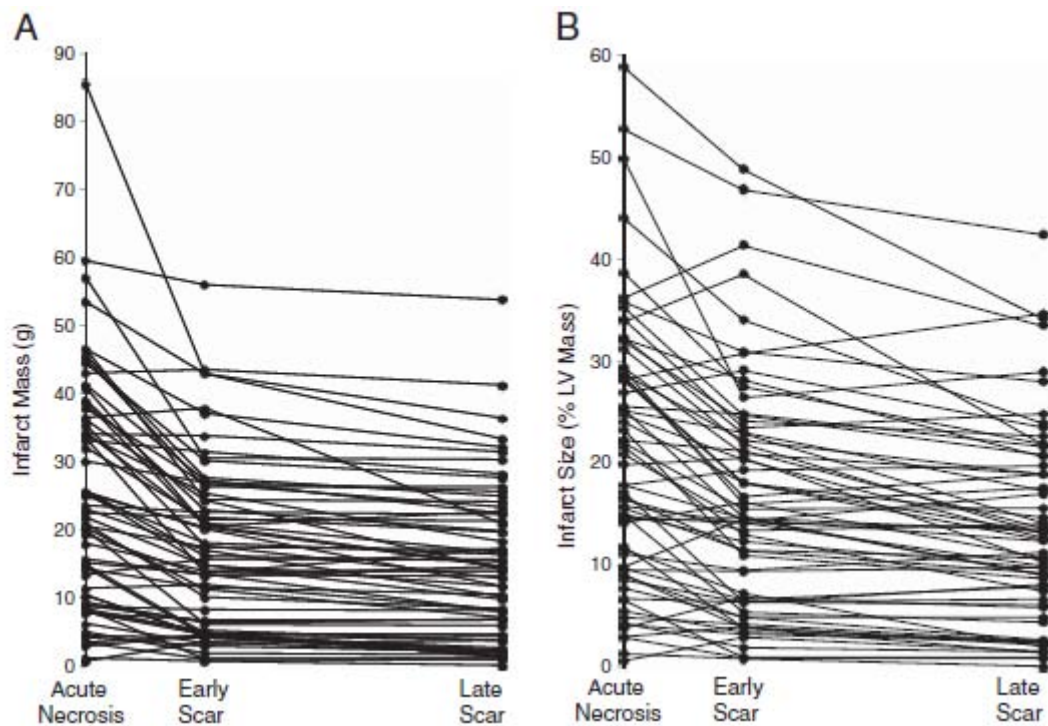 A
Infarct Mass (g)
90
80
70
60
50
40
30
20
10
0
Acute
Necrosis
Early
Scar
Late
Scar
B
Infarct Size (% LV Mass)
60
50
40
30
20
10
0
Acute
Necrosis
Early
Scar
Late
Scar